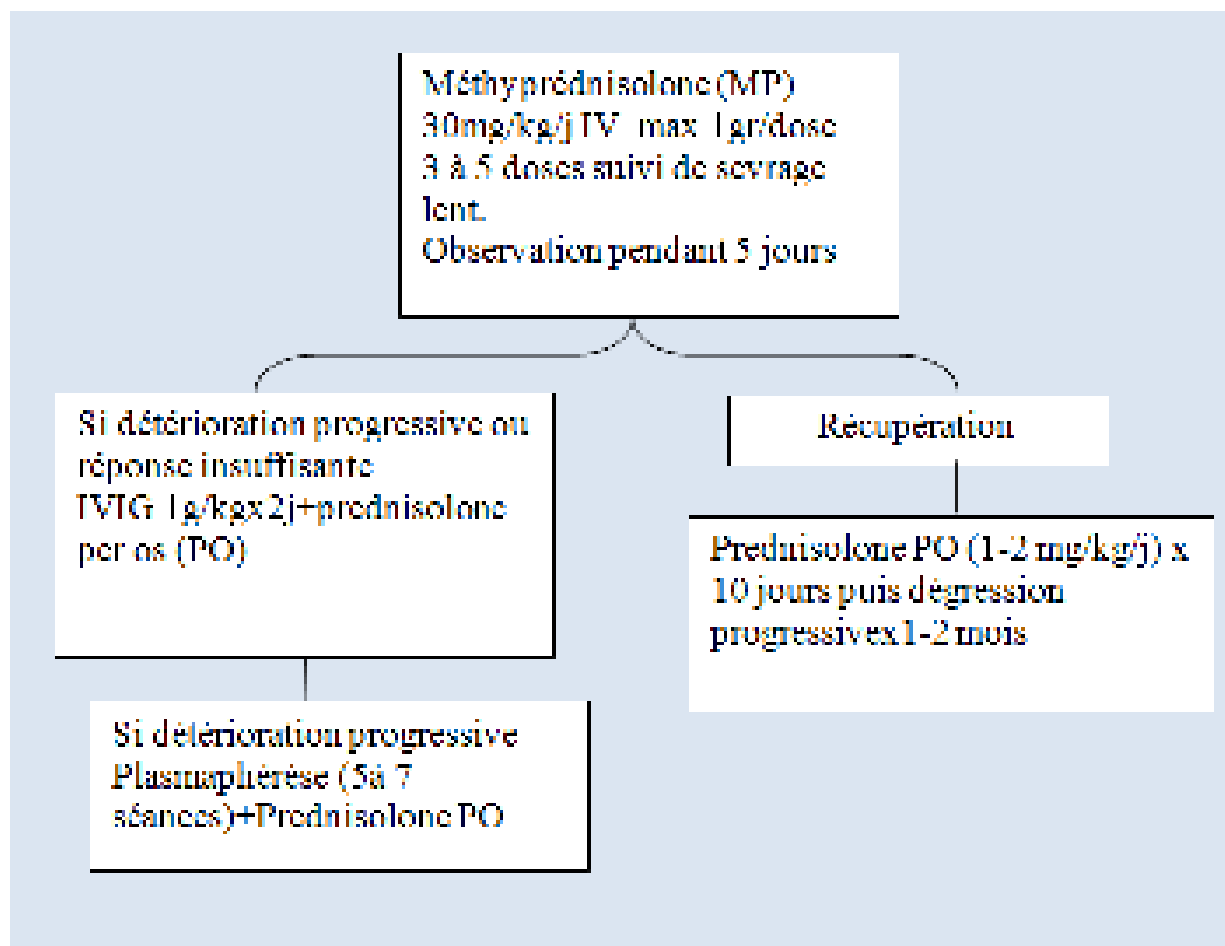 Méthyprédnisolone (MP)
30mg/kg/j IV max 1gr/dose
3 à 5 doses suivi de sevrage
lent.
Observation pendant 5 jours
Si détérioration progressive ou
réponse insuffisante
IVIG 1g/kgx2j+prednisolone
per os (PO)
Si détérioration progressive
Plasmaphérèse (5à 7
séances)+Prednisolone PO
Récupération
Prednisolone PO (1-2 mg/kg/j) x
10 jours puis dégression
progressivex1-2 mois